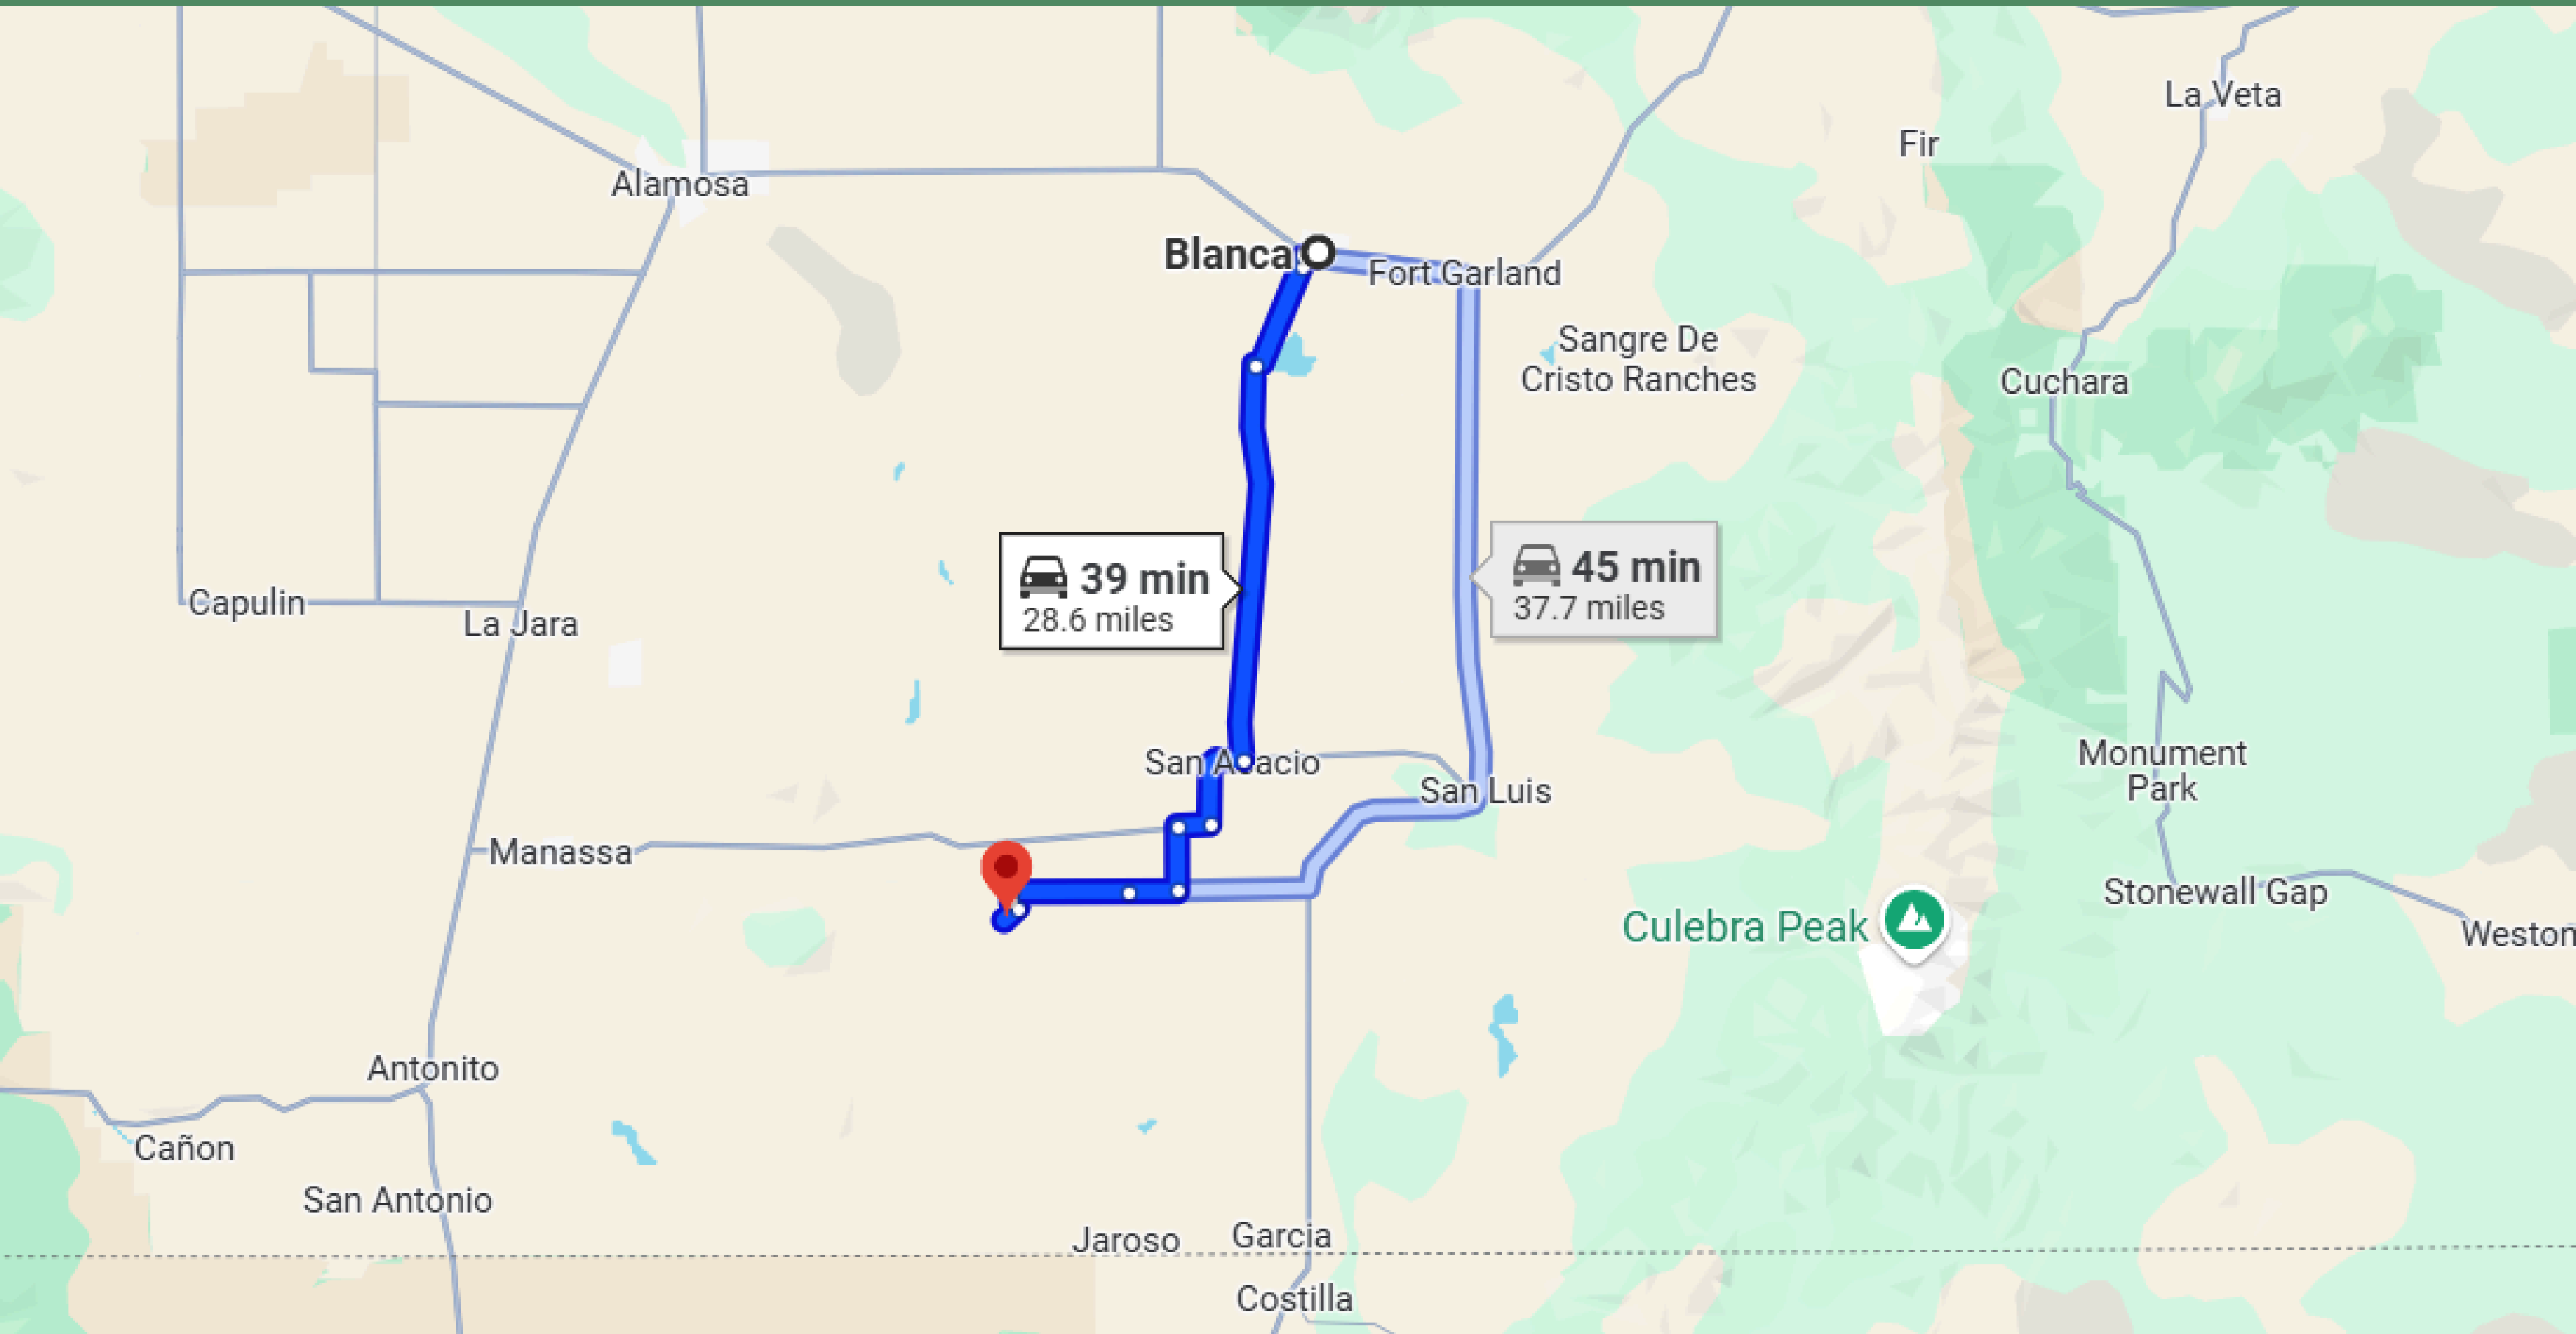 La Veta
Fir
Alamosa
Blanca
Fort Garland
Sangre De
Cristo Ranches
Cuchara
39 min
28.6 miles
45 min
37.7 miles
Capulin
La Jara
San Acacio
San Luis
Monument
Park
Manassa
Stonewall Gap
Culebra Peak
Weston
Antonito
Cañon
San Antonio
Jaroso
Garcia
Costilla